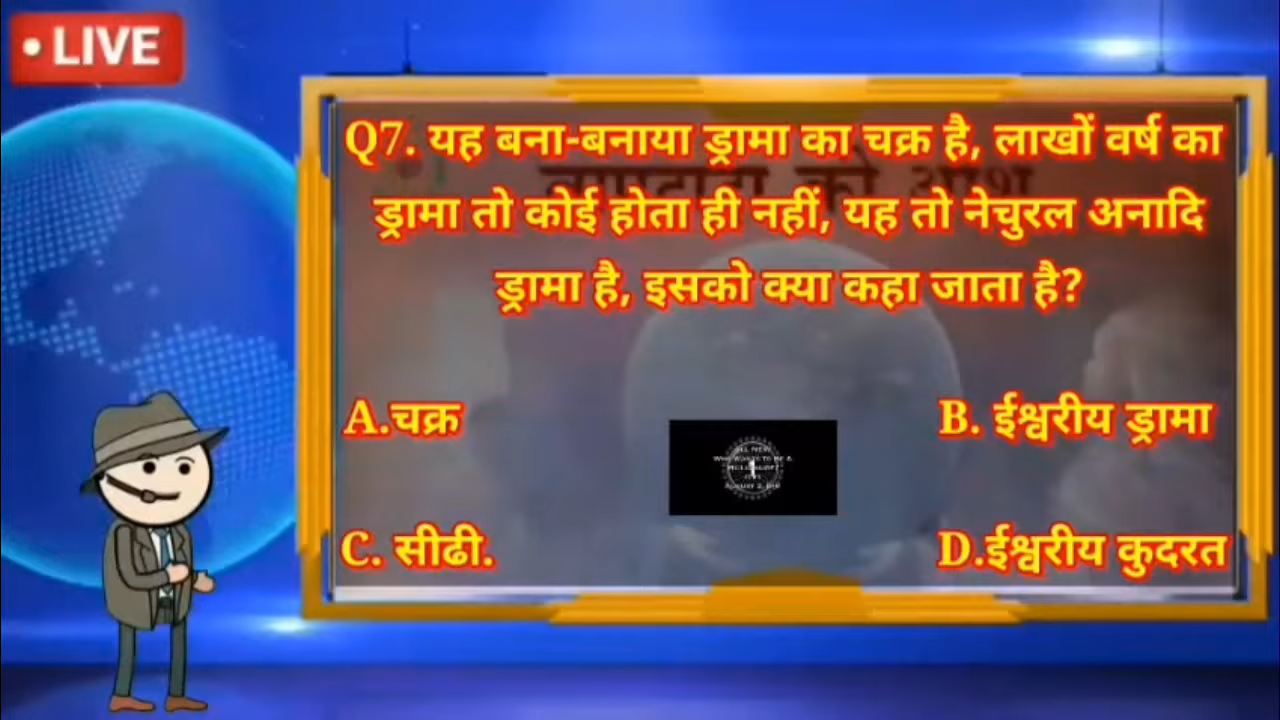 • LIVE
Q7. यह बना-बनाया ड्रामा का चक्र है, लाखों वर्ष का
ड्रामा तो कोई होता ही नहीं, यह तो नेचुरल अनादि
ड्रामा है, इसको क्या कहा जाता है?
A.चक्र
B. ईश्वरीय ड्रामा
1
C. सीढी.
D.ईश्वरीय कुदरत